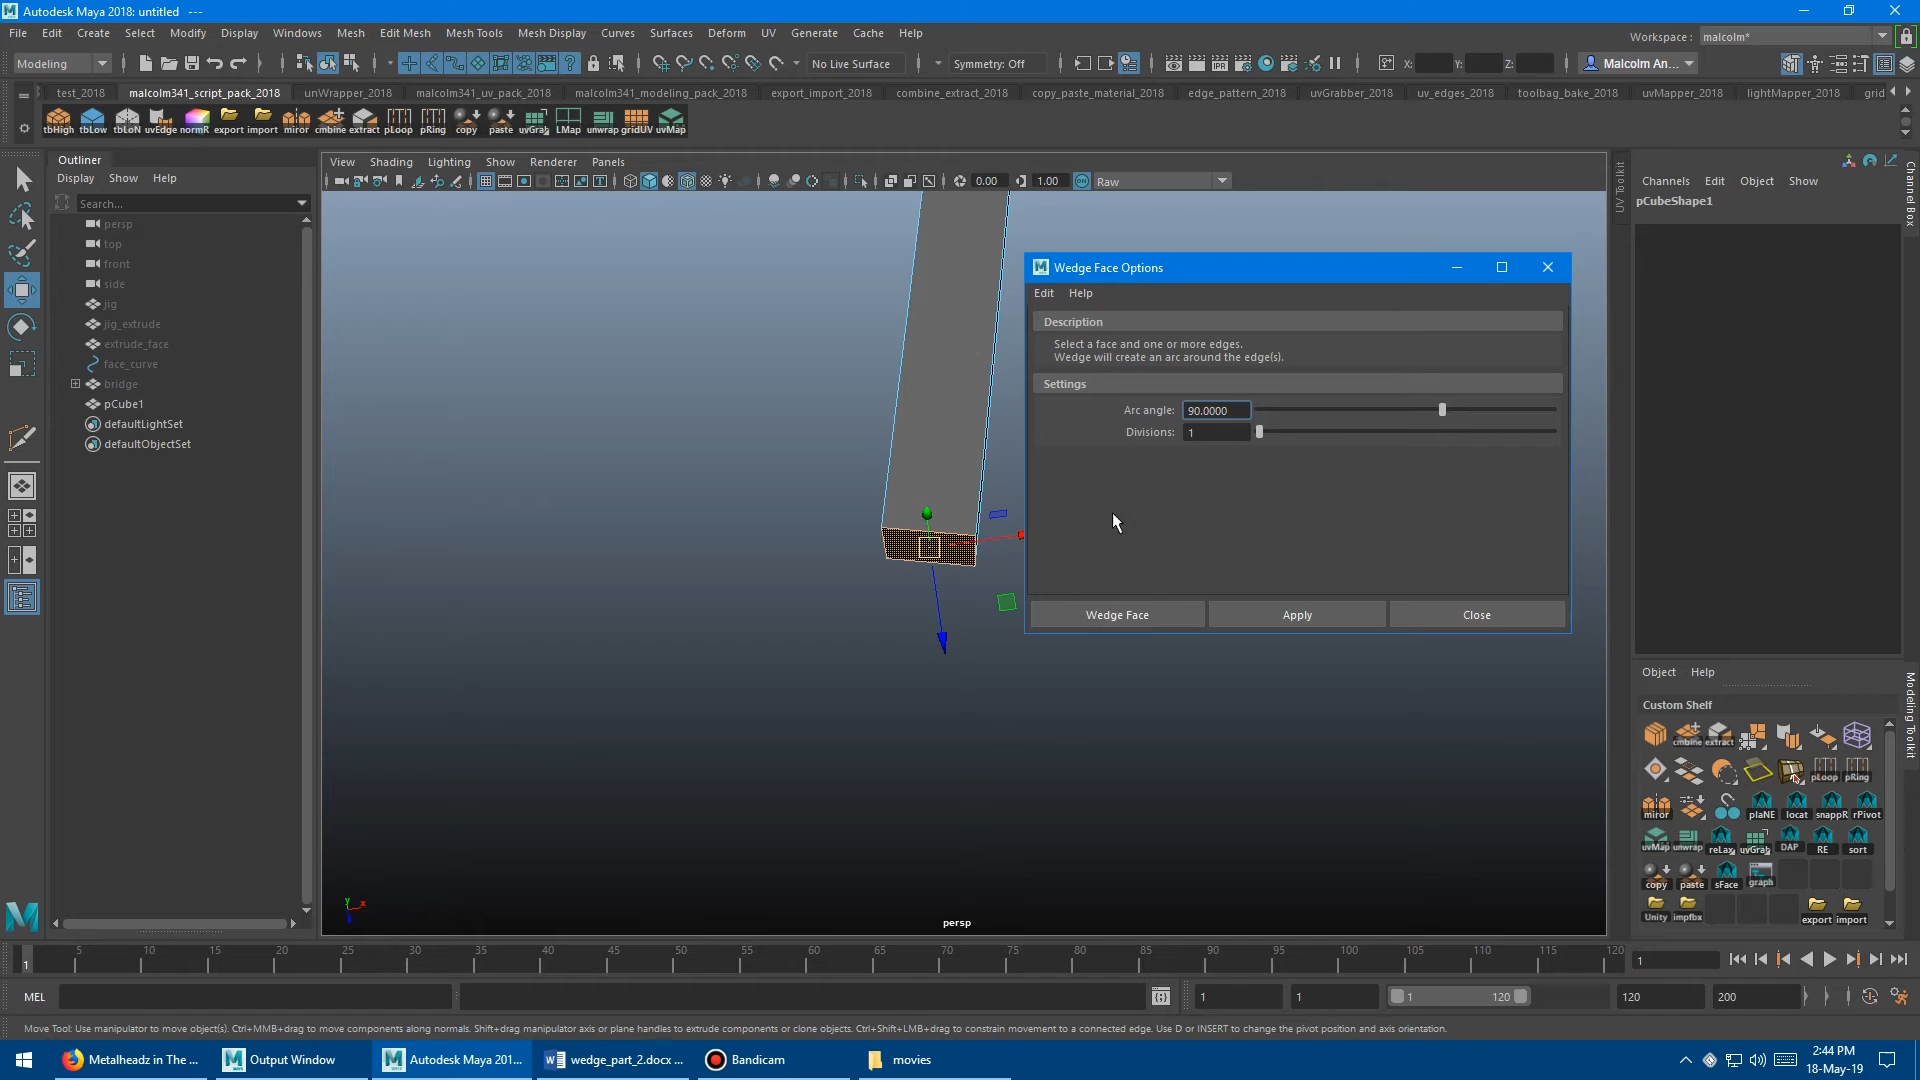 Autodesk Maya 2018: untitled   ---
File Edit Create Select Modify Display Windows Mesh Edit Mesh Mesh Tools Mesh Display Curves Surfaces Deform UV Generate Cache Help
Workspace : malcolm*
Modeling No Live Surface Symmetry: Off X: Y: Z: Malcolm An...
test_2018 malcolm341_script_pack_2018 unWrapper_2018 malcolm341_uv_pack_2018 malcolm341_modeling_pack_2018 export_import_2018 combine_extract_2018 copy_paste_material_2018 edge_pattern_2018 uvGrabber_2018 uv_edges_2018 toolbag_bake_2018 uvMapper_2018 lightMapper_2018 grid
tbHigh tbLow tbLoN uvEdge normR export import miror cmbine extract pLoop pRing copy paste uvGrab LMap unwrap gridUV uvMap
Outliner
Display Show Help
Search...
persp
top
front
side
jig
jig_extrude
extrude_face
face_curve
bridge
pCube1
defaultLightSet
defaultObjectSet
View Shading Lighting Show Renderer Panels
0.00 1.00 Raw
Wedge Face Options
Edit Help
Description
Select a face and one or more edges.
Wedge will create an arc around the edge(s).
Settings
Arc angle: 90.0000
Divisions: 1
Wedge Face Apply Close
y x
persp
UV Toolkit
Channels Edit Object Show
pCubeShape1
Channel Box
Object Help
Custom Shelf
cmbine extract
pLoop pRing
miror plaNE locat snappR rPivot
uvMap unwrap reLax uvGrab DAP RE sort
copy paste sFace graph
Unity impfbx export import
Modeling Toolkit
1 5 10 15 20 25 30 35 40 45 50 55 60 65 70 75 80 85 90 95 100 105 110 115 120 1
MEL 1 1 1 120 120 200
Move Tool: Use manipulator to move object(s). Ctrl+MMB+drag to move components along normals. Shift+drag manipulator axis or plane handles to extrude components or clone objects. Ctrl+Shift+LMB+drag to constrain movement to a connected edge. Use D or INSERT to change the pivot position and axis orientation.
Metalheadz in The ... Output Window Autodesk Maya 201... wedge_part_2.docx ... Bandicam movies
2:44 PM
18-May-19